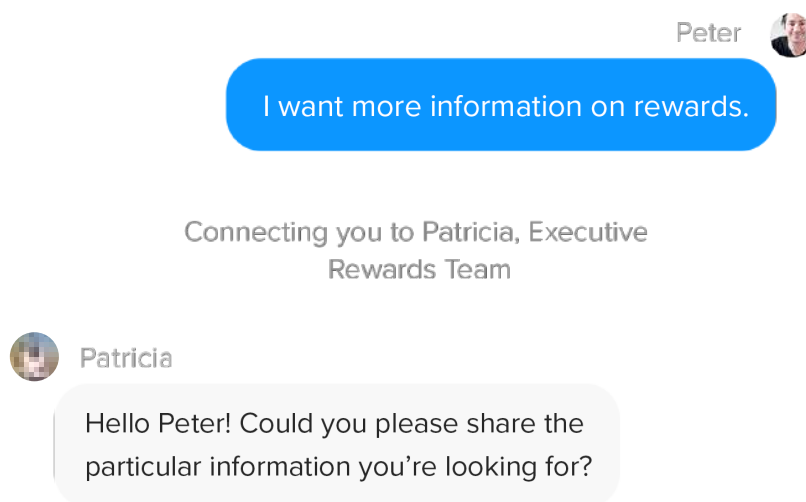 Peter
I want more information on rewards.
Connecting you to Patricia, Executive
Rewards Team
Patricia
Hello Peter! Could you please share the
particular information you’re looking for?